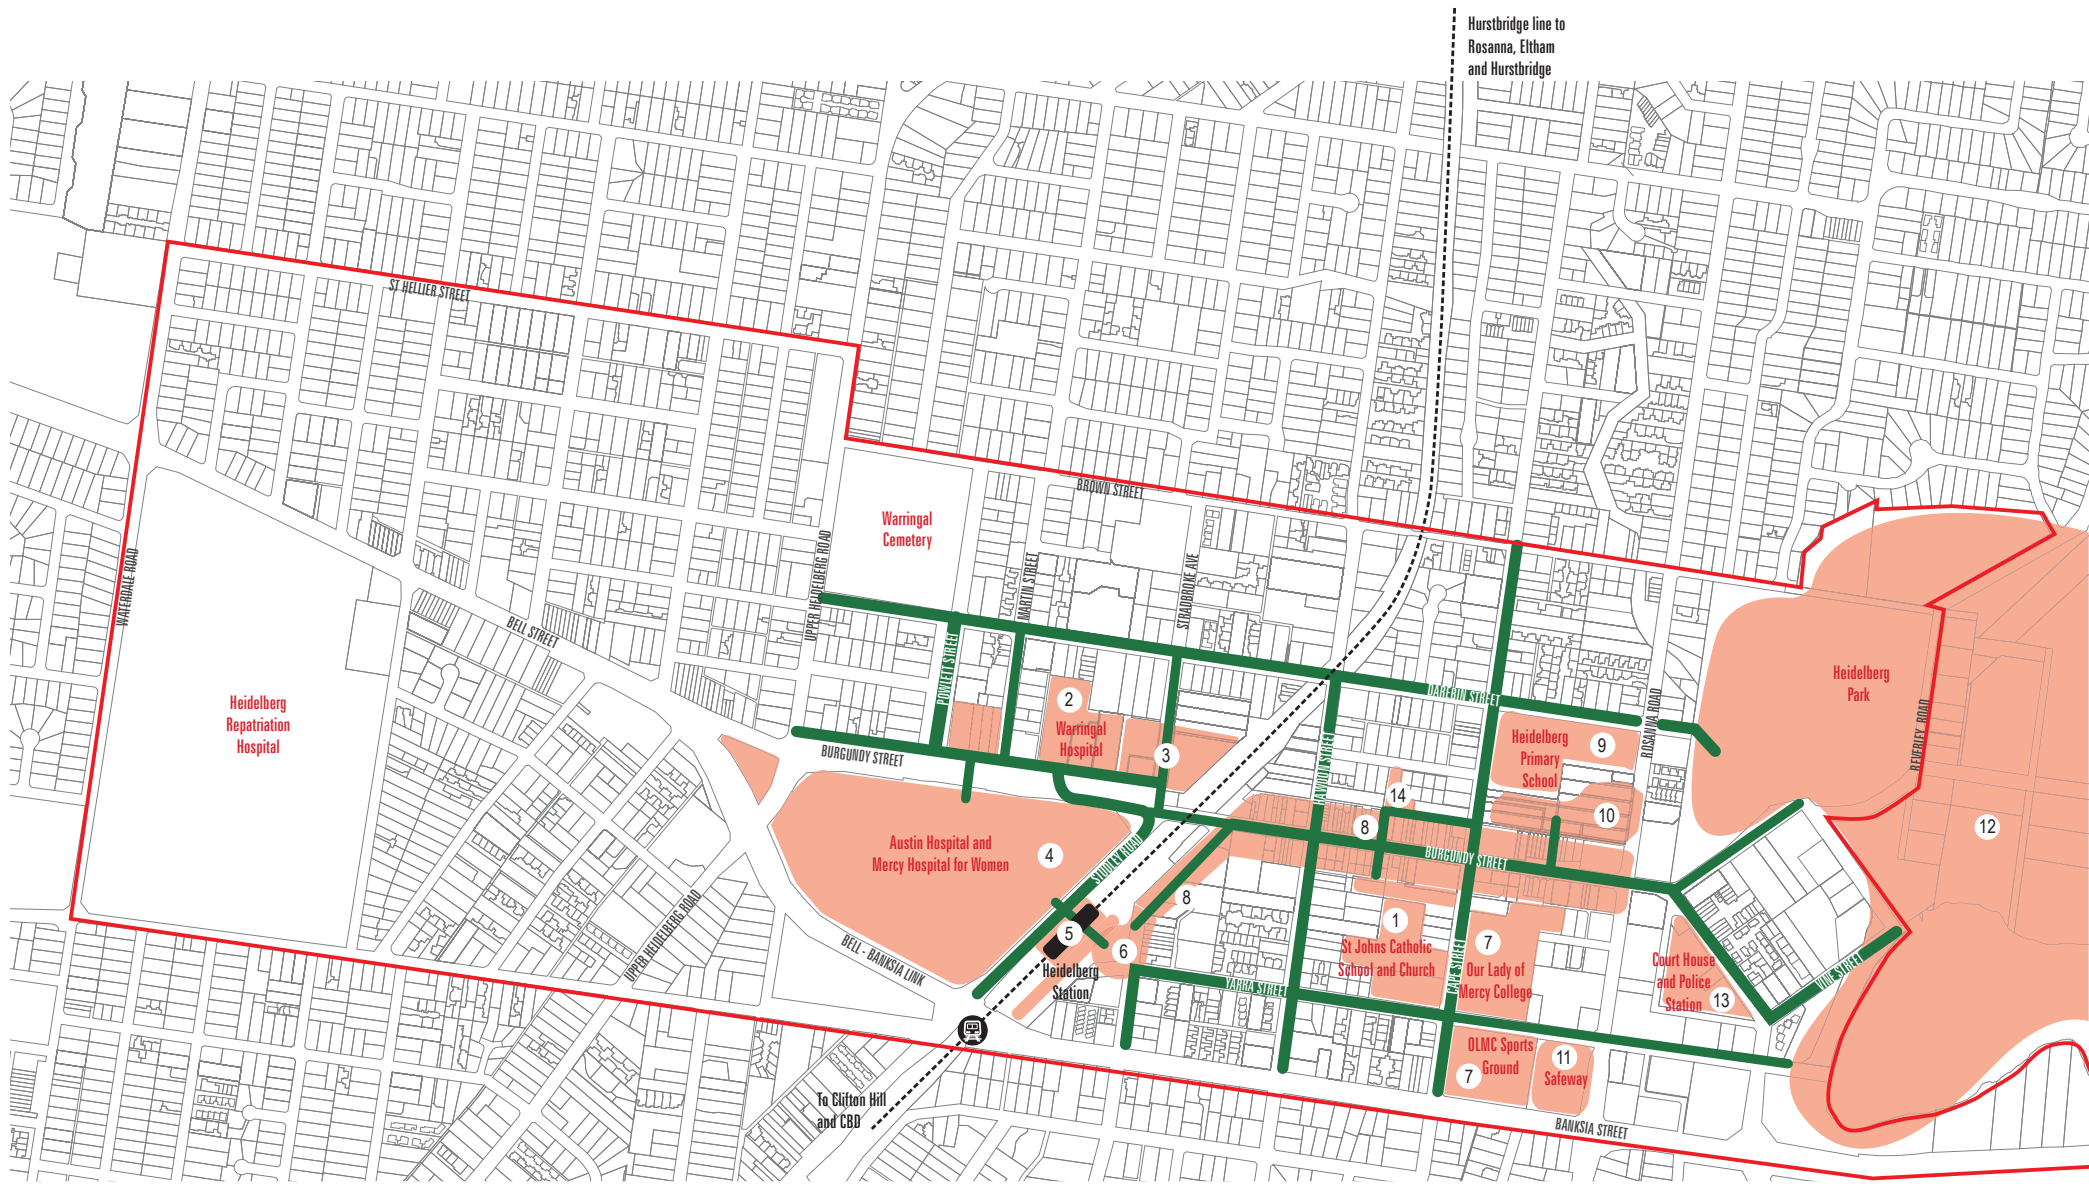 Hurstbridge line to
Rosanna, Eltham
and Hurstbridge
ST HELLIER STREET
BROWN STREET
Warringal
Cemetery
WATERDALE ROAD
UPPER HEIDELBERG ROAD
MARTIN STREET
STRADBROKE AVE
BELL STREET
POWLETT STREET
DAREBIN STREET
ROSANNA ROAD
REVERLEY ROAD
Heidelberg
Park
Heidelberg
Repatriation
Hospital
2
Warringal
Hospital
3
BURGUNDY STREET
HAWDON STREET
Heidelberg
Primary
School
9
14
10
8
12
BURGUNDY STREET
Austin Hospital and
Mercy Hospital for Women
4
STUDLEY ROAD
8
UPPER HEIDELBERG ROAD
BELL - BANKSIA LINK
5
6
Heidelberg
Station
1
St Johns Catholic
School and Church
CAPE STREET
7
Our Lady of
Mercy College
Court House
and Police
Station
13
VINE STREET
YARRA STREET
OLMC Sports
Ground
7
11
Safeway
To Clifton Hill
and CBD
BANKSIA STREET